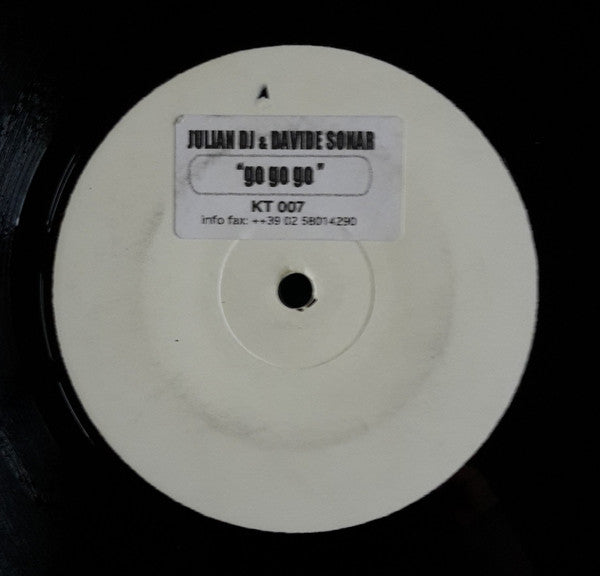 A
JULIAN DJ & DAVIDE SONAR
"go go go"
KT 007
info fax: ++39 02 58014290